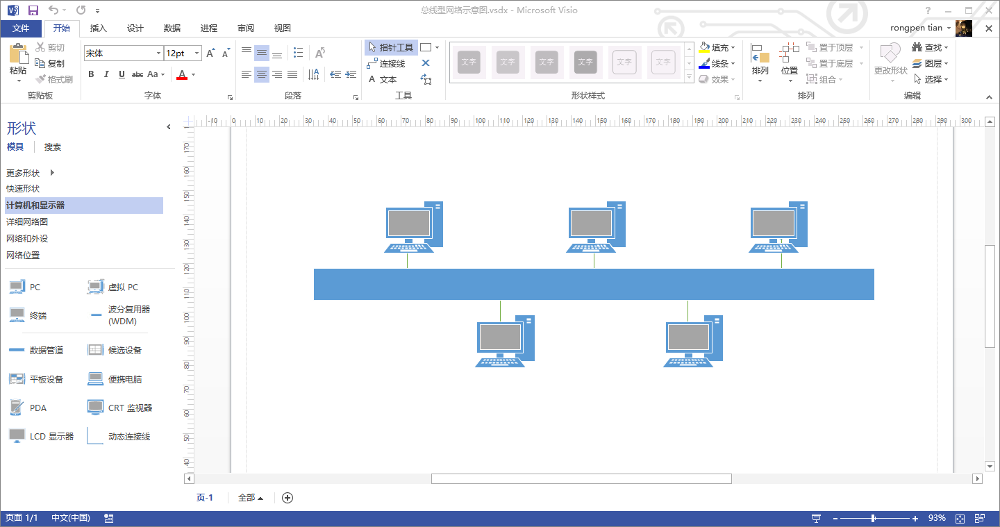 总线型网络示意图.vsdx - Microsoft Visio
文件 开始 插入 设计 数据 进程 审阅 视图 rongpen tian
粘贴
剪切
复制
格式刷
剪贴板
宋体 12pt
B I U abc Aa A
字体
段落
指针工具
连接线
A 文本
工具
文字 文字 文字 文字 文字 文字
形状样式
填充
线条
效果
排列
位置
置于顶层
置于底层
组合
排列
更改形状
查找
图层
选择
编辑
形状
模具 搜索
更多形状
快速形状
计算机和显示器
详细网络图
网络和外设
网络位置
PC 虚拟 PC
终端 波分复用器
(WDM)
数据管道 候选设备
平板设备 便携电脑
PDA CRT 监视器
LCD 显示器 动态连接线
-10 0 10 20 30 40 50 60 70 80 90 100 110 120 130 140 150 160 170 180 190 200 210 220 230 240 250 260 270 280 290 300
170
160
150
140
130
120
110
100
90
80
70
60
50
40
页-1 全部
页面 1/1 中文(中国) 93%